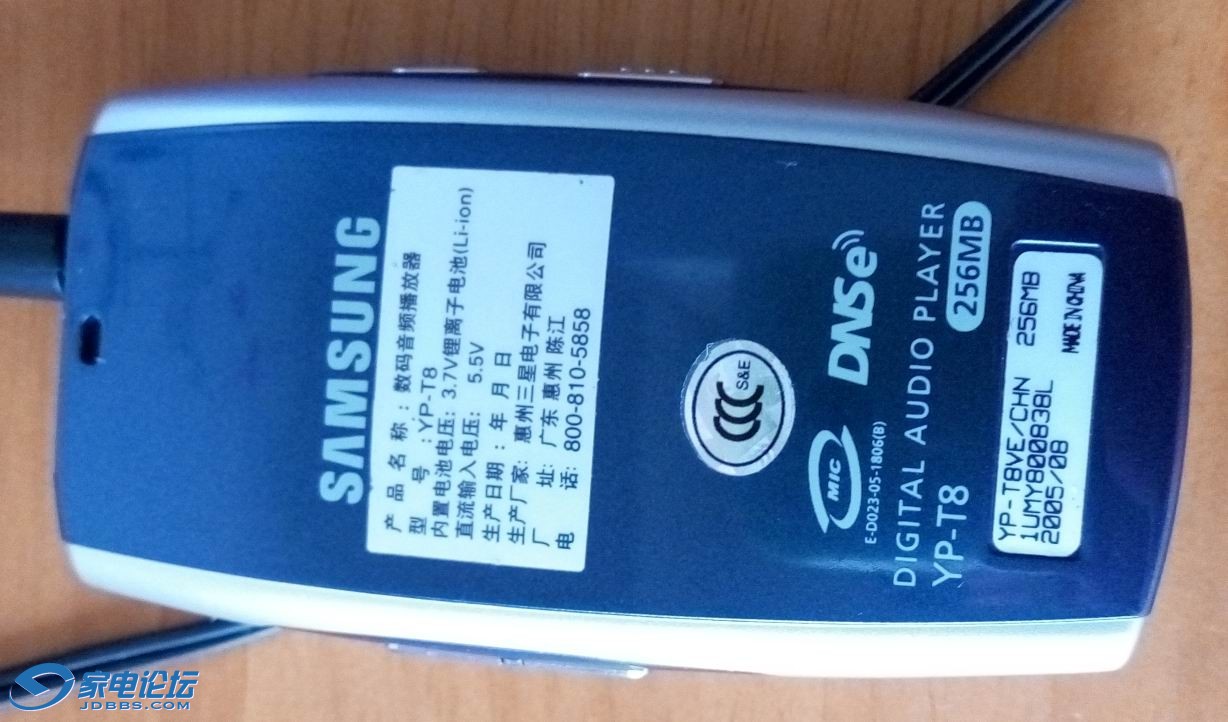 SAMSUNG
产品名称：数码音频播放器
型号：YP-T8
内置电池电压：3.7V锂离子电池(Li-ion)
直流输入电压：5.5V
生产日期：年 月 日
生产厂家：惠州三星电子有限公司
厂址：广东 惠州 陈江
电话：800-810-5858
CCC S&E
MIC
DNSe
E-D023-05-1806(B)
DIGITAL AUDIO PLAYER
YP-T8 256MB
YP-T8VE/CHN 256MB
1UMY800838L
2005/08 MADE IN CHINA
家电论坛
JDBBS.COM